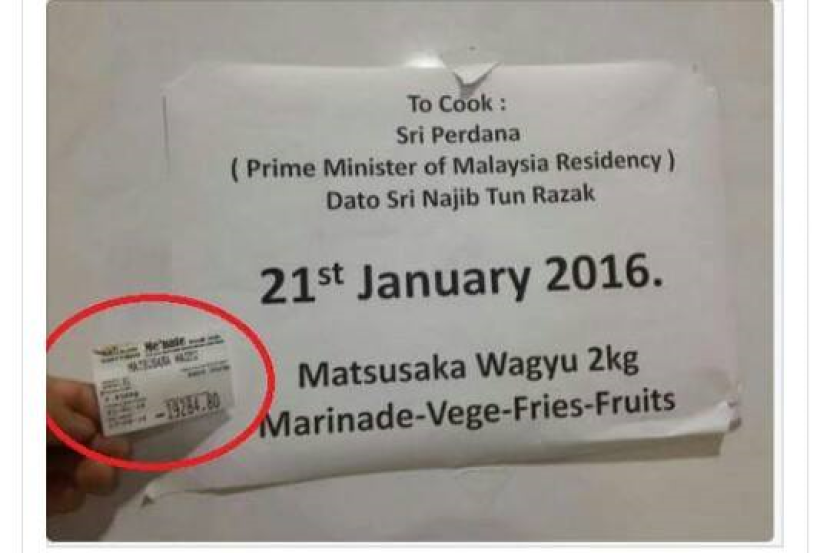 To Cook :
Sri Perdana
( Prime Minister of Malaysia Residency )
Dato Sri Najib Tun Razak
21st January 2016.
Matsusaka Wagyu 2kg
Marinade-Vege-Fries-Fruits
MATSUSAKA WAGYU
19284.80